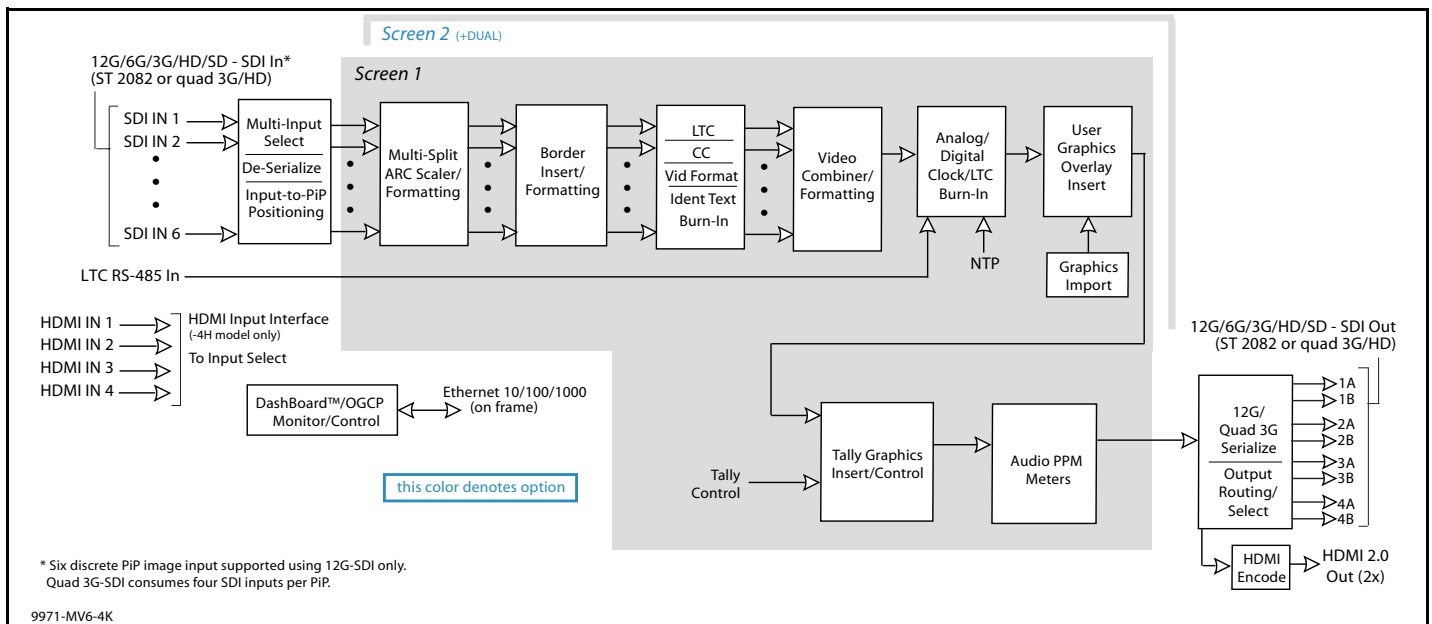 Screen 2 (+DUAL)
12G/6G/3G/HD/SD - SDI In*
(ST 2082 or quad 3G/HD)
Screen 1
SDI IN 1
SDI IN 2
SDI IN 6
Multi-Input
Select
De-Serialize
Input-to-PiP
Positioning
Multi-Split
ARC Scaler/
Formatting
Border
Insert/
Formatting
LTC
CC
Vid Format
Ident Text
Burn-In
Video
Combiner/
Formatting
Analog/
Digital
Clock/LTC
Burn-In
User
Graphics
Overlay
Insert
LTC RS-485 In
NTP
Graphics
Import
HDMI IN 1
HDMI IN 2
HDMI IN 3
HDMI IN 4
HDMI Input Interface
(-4H model only)
To Input Select
DashBoard™/OGCP
Monitor/Control
Ethernet 10/100/1000
(on frame)
this color denotes option
Tally
Control
Tally Graphics
Insert/Control
Audio PPM
Meters
12G/6G/3G/HD/SD - SDI Out
(ST 2082 or quad 3G/HD)
12G/
Quad 3G
Serialize
Output
Routing/
Select
1A
1B
2A
2B
3A
3B
4A
4B
HDMI
Encode
HDMI 2.0
Out (2x)
* Six discrete PiP image input supported using 12G-SDI only.
Quad 3G-SDI consumes four SDI inputs per PiP.
9971-MV6-4K